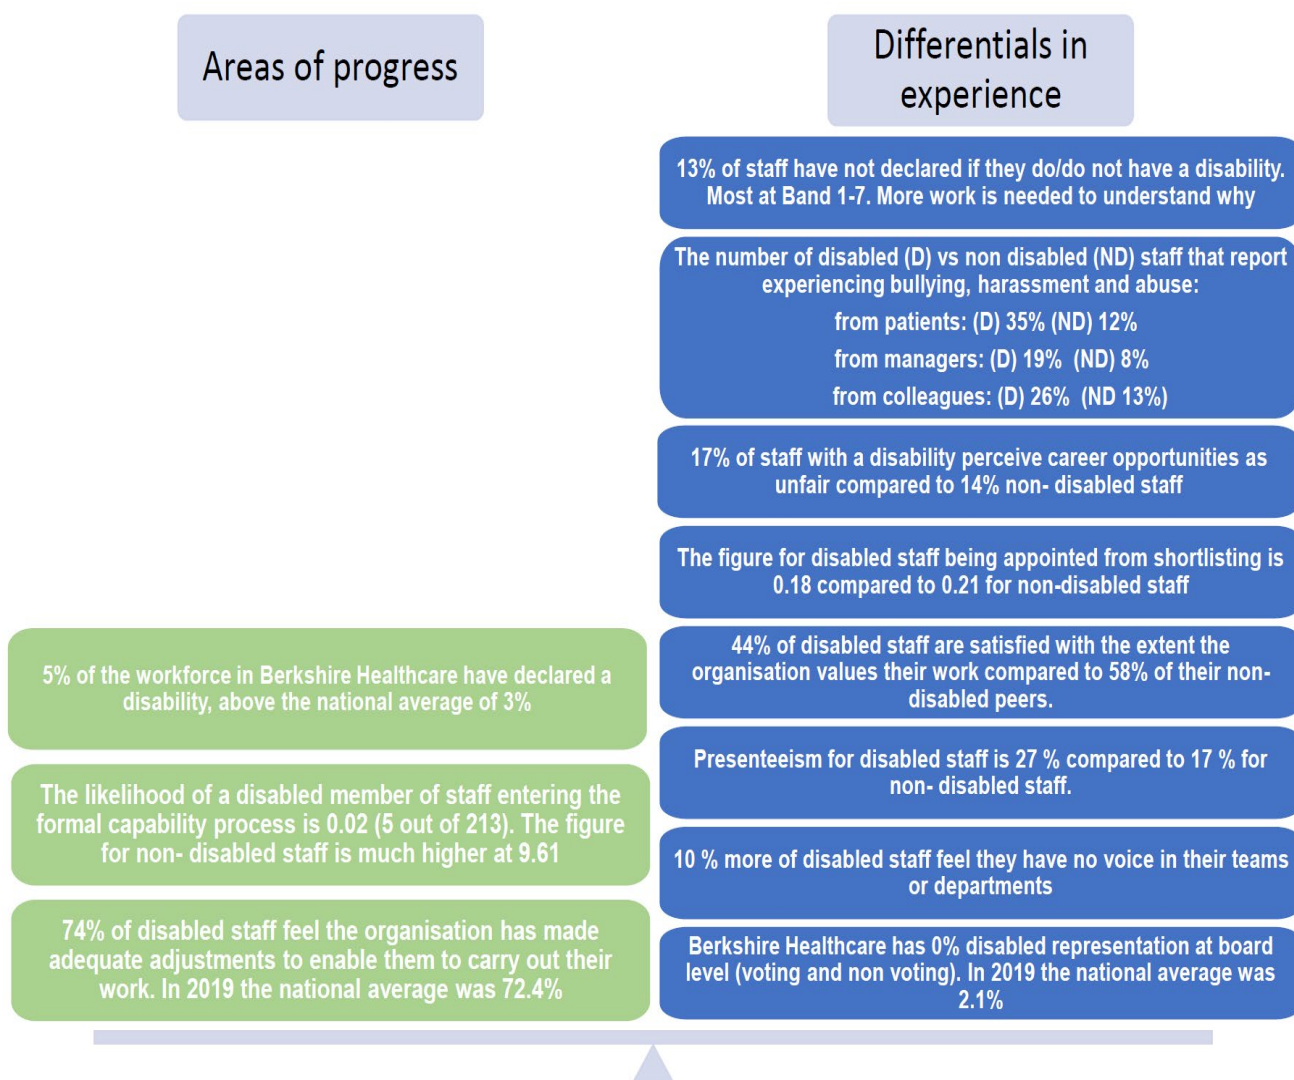 Areas of progress
5% of the workforce in Berkshire Healthcare have declared a
disability, above the national average of 3%
The likelihood of a disabled member of staff entering the
formal capability process is 0.02 (5 out of 213). The figure
for non- disabled staff is much higher at 9.61
74% of disabled staff feel the organisation has made
adequate adjustments to enable them to carry out their
work. In 2019 the national average was 72.4%
Differentials in
experience
13% of staff have not declared if they do/do not have a disability.
Most at Band 1-7. More work is needed to understand why
The number of disabled (D) vs non disabled (ND) staff that report
experiencing bullying, harassment and abuse:
from patients: (D) 35% (ND) 12%
from managers: (D) 19% (ND) 8%
from colleagues: (D) 26% (ND 13%)
17% of staff with a disability perceive career opportunities as
unfair compared to 14% non- disabled staff
The figure for disabled staff being appointed from shortlisting is
0.18 compared to 0.21 for non-disabled staff
44% of disabled staff are satisfied with the extent the
organisation values their work compared to 58% of their non-
disabled peers.
Presenteeism for disabled staff is 27 % compared to 17 % for
non- disabled staff.
10 % more of disabled staff feel they have no voice in their teams
or departments
Berkshire Healthcare has 0% disabled representation at board
level (voting and non voting). In 2019 the national average was
2.1%